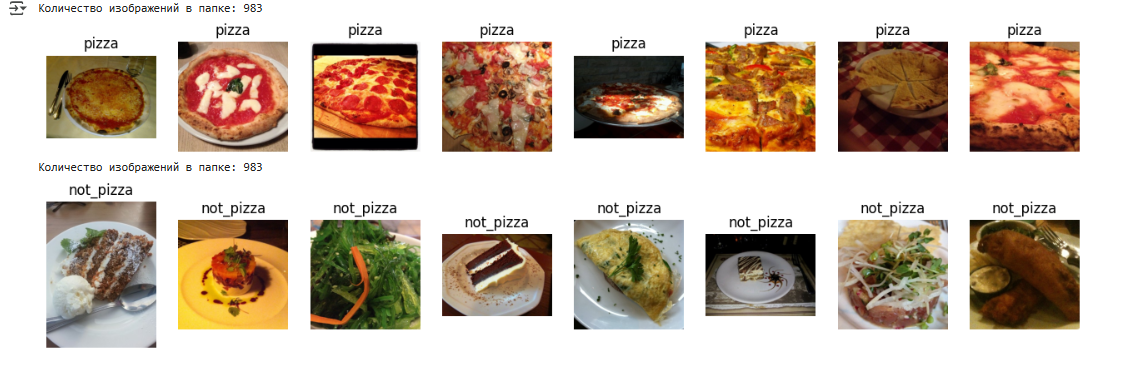 Количество изображений в папке: 983
pizza pizza pizza pizza pizza pizza pizza pizza
Количество изображений в папке: 983
not_pizza not_pizza not_pizza not_pizza not_pizza not_pizza not_pizza not_pizza